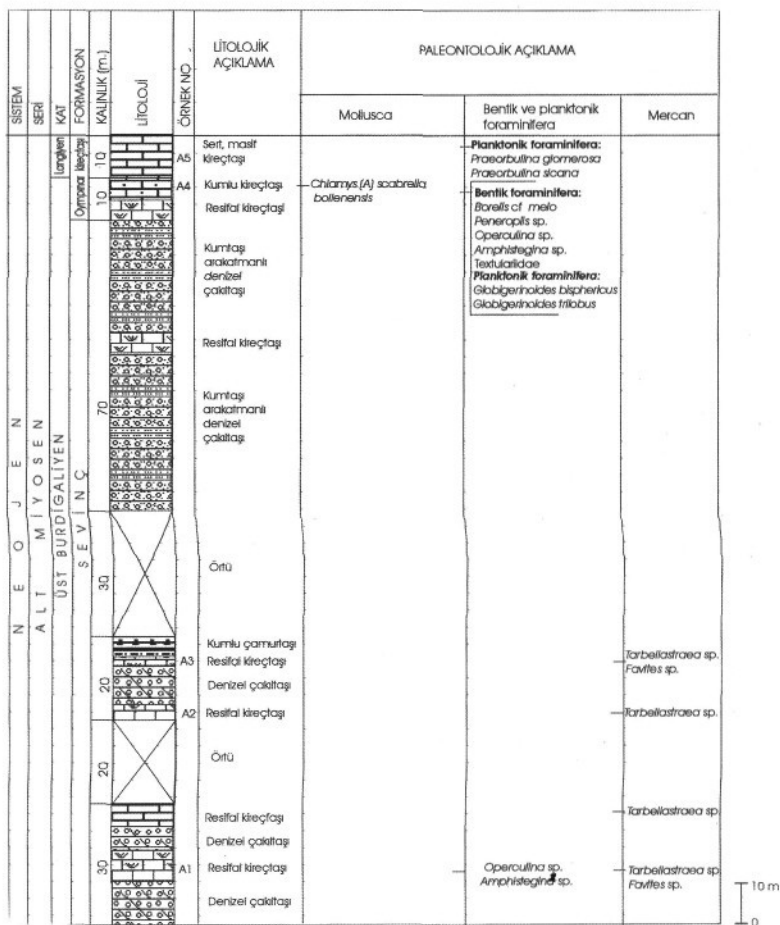 SİSTEM
SERİ
KAT
FORMASYON
KALINLIK (m.)
LİTOLOJİ
ÖRNEK NO
LİTOLOJİK
AÇIKLAMA
PALEONTOLOJİK AÇIKLAMA
Mollusca
Bentik ve planktonik
foraminifera
Mercan
NEOJEN
ALT MİYOSEN
ÜST BURDİGALİYEN
Langiyen
SEVİNÇ
Oymapınar kireçtaşı
10
10
70
30
20
20
30
A5
A4
A3
A2
A1
Sert, masif
kireçtaşı
Kumlu kireçtaşı
Resifal kireçtaşi
Kumtaşı
arakatmanlı
denizel
çakıltaşı
Resifal kireçtaşı
Kumtaşı
arakatmanlı
denizel
çakıltaşı
Örtü
Kumlu çamurtaşı
Resifal kireçtaşı
Denizel çakıltaşı
Resifal kireçtaşı
Örtü
Resifal kireçtaşı
Denizel çakıltaşı
Resifal kireçtaşı
Denizel çakıltaşı
Chlamys (A) scabrella
bollenensis
Planktonik foraminifera:
Praeorbulina glomerosa
Praeorbulina sicana
Bentik foraminifera:
Borelis cf melo
Peneroplis sp.
Operculina sp.
Amphistegina sp.
Textulariidae
Planktonik foraminifera:
Globigerinoides bisphericus
Globigerinoides trilobus
Operculina sp.
Amphistegina sp.
Tarbellastraea sp.
Favites sp.
Tarbellastraea sp.
Tarbellastraea sp.
Tarbellastraea sp.
Favites sp.
10 m
0